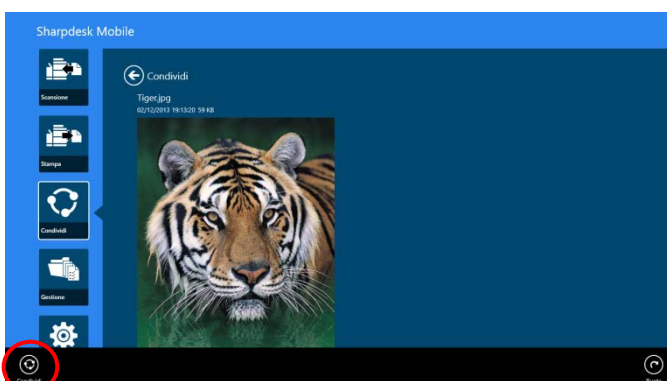 Sharpdesk Mobile
Scansione
Stampa
Condividi
Gestione
Condividi
Tiger.jpg
02/12/2013 19:13:20 59 KB